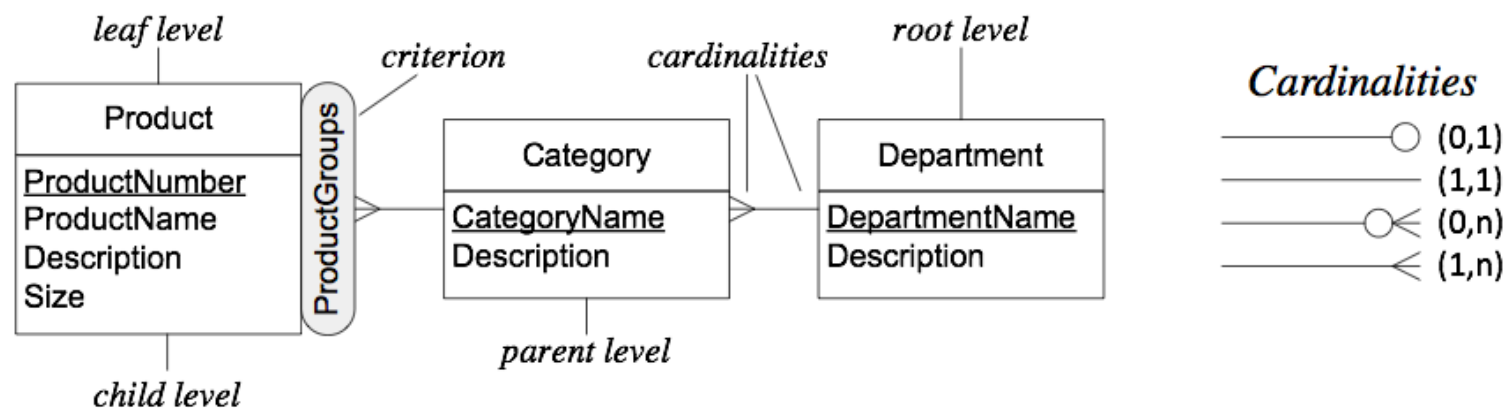 leaf level
criterion
cardinalities
root level
Product
ProductNumber
ProductName
Description
Size
ProductGroups
Category
CategoryName
Description
Department
DepartmentName
Description
child level
parent level
Cardinalities
(0,1)
(1,1)
(0,n)
(1,n)